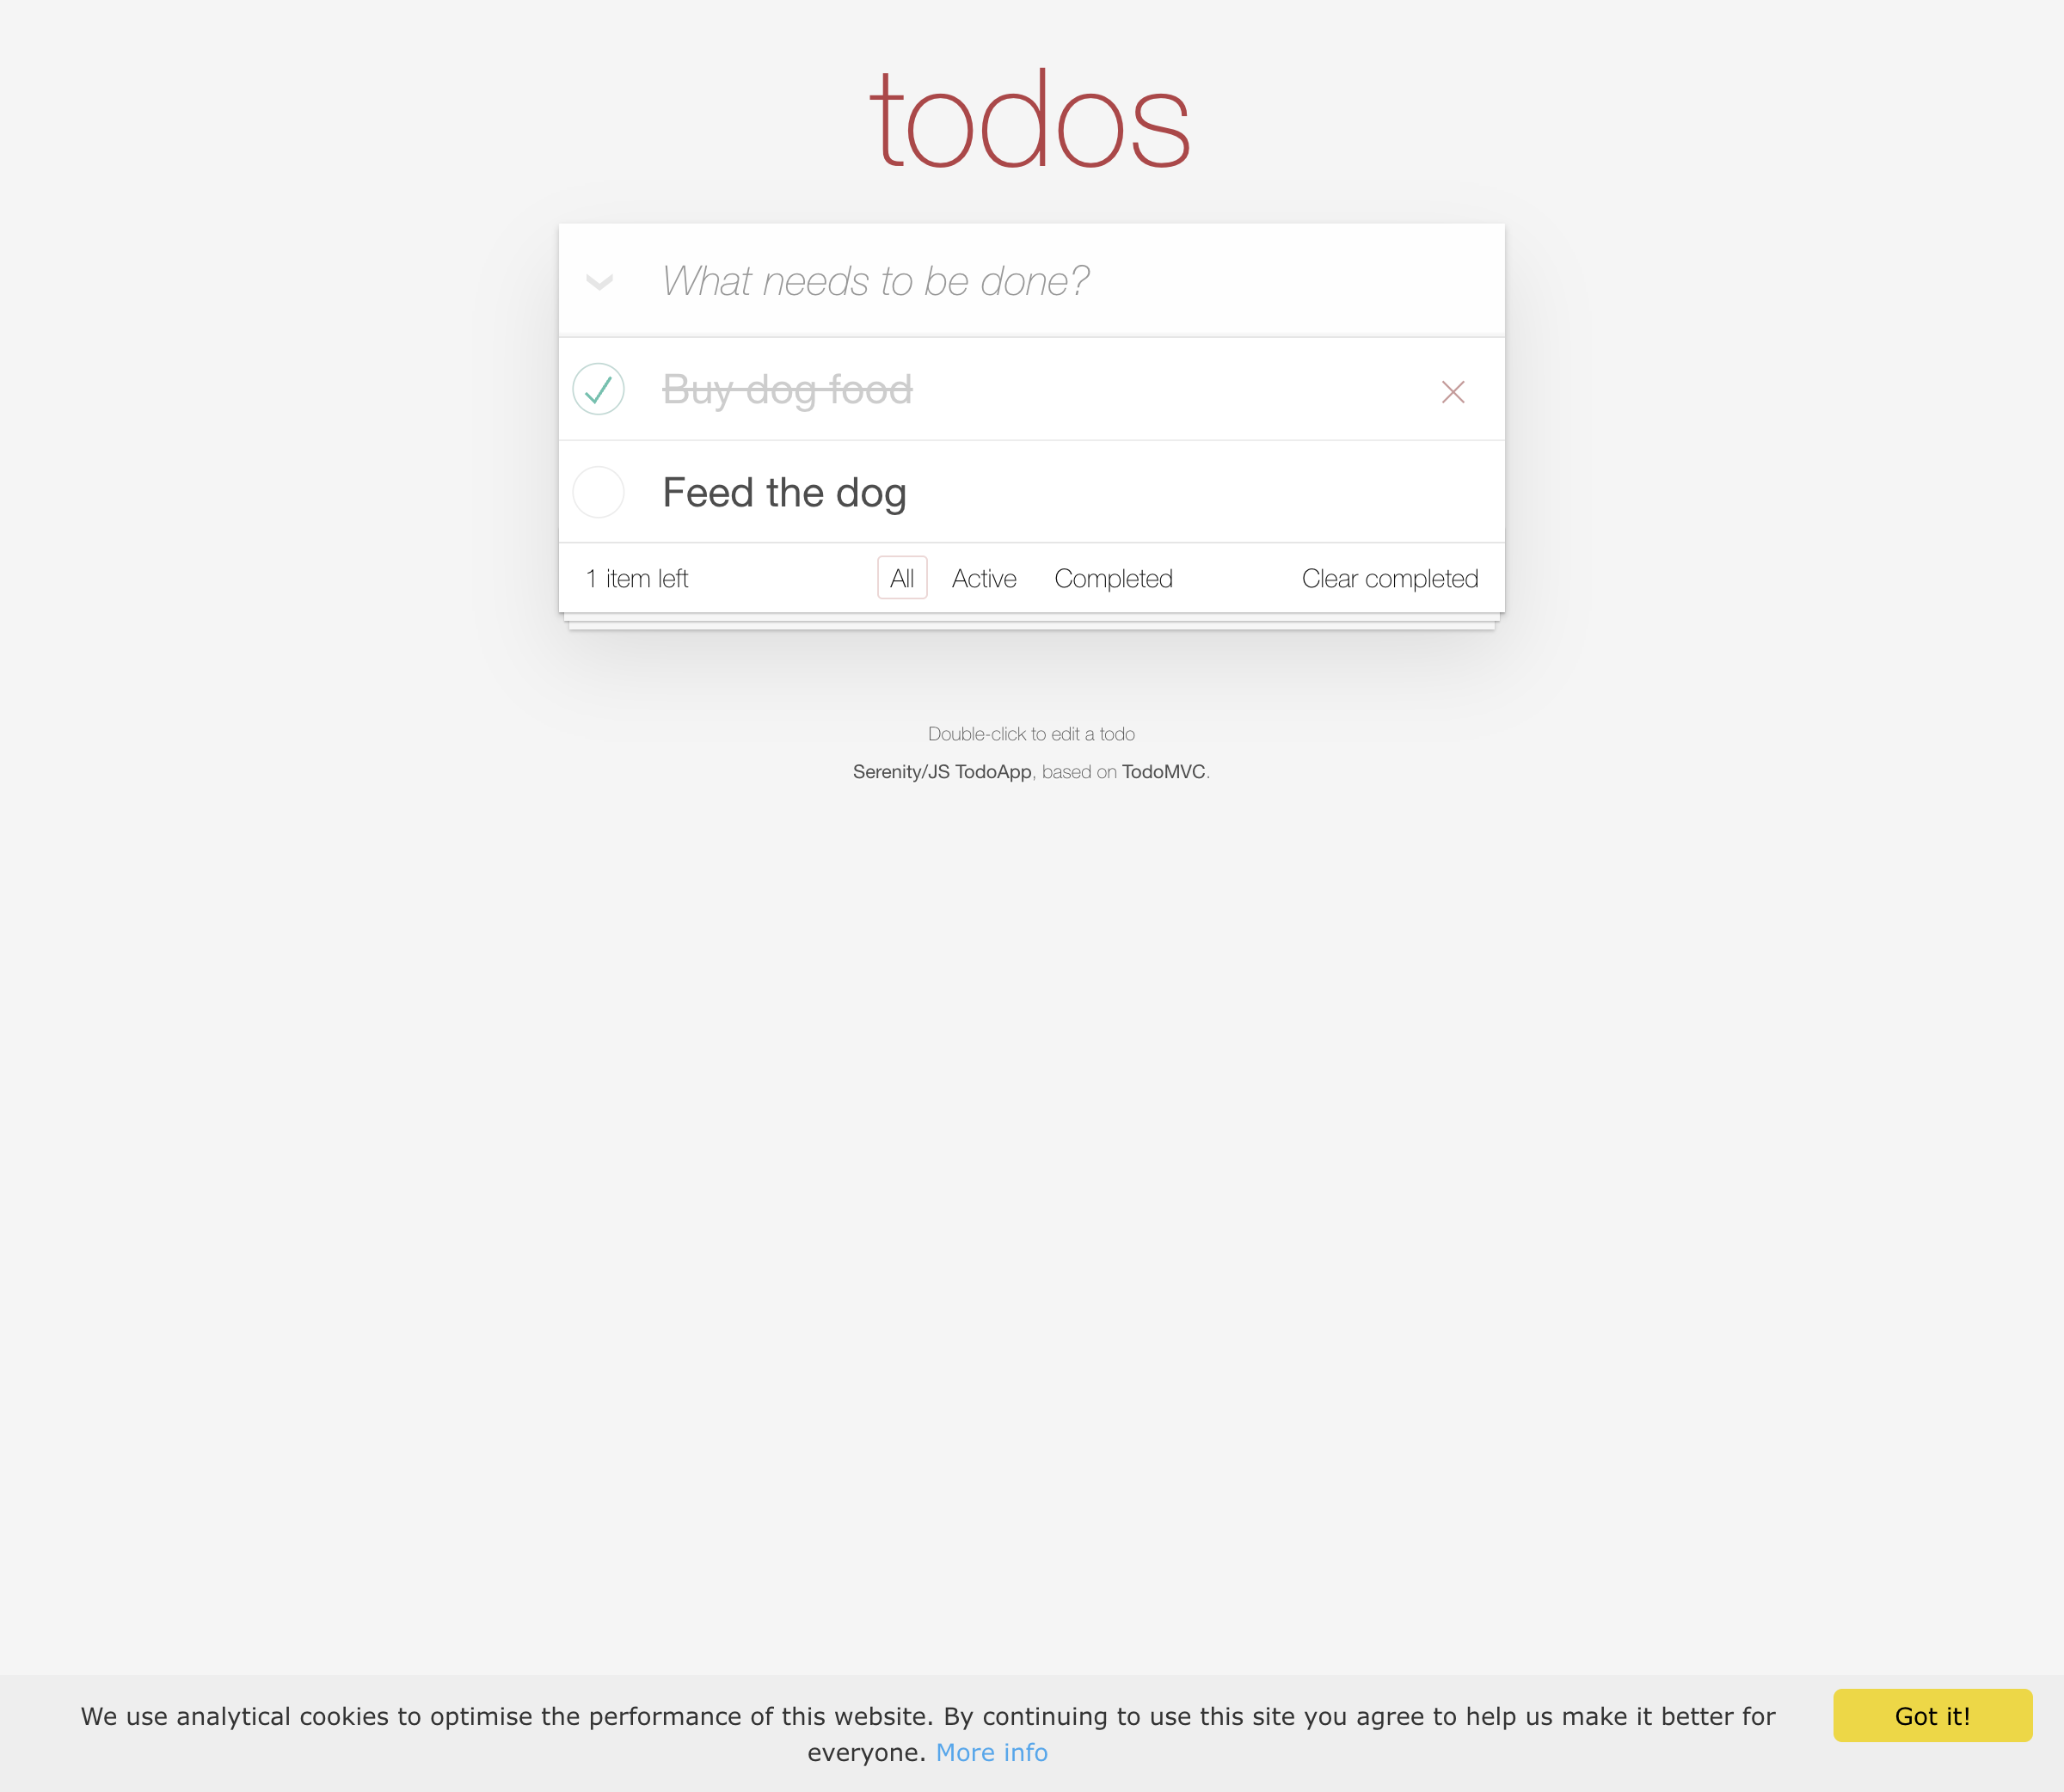 todos
What needs to be done?
Buy dog food
Feed the dog
1 item left All Active Completed Clear completed
Double-click to edit a todo
Serenity/JS TodoApp, based on TodoMVC.
We use analytical cookies to optimise the performance of this website. By continuing to use this site you agree to help us make it better for
everyone. More info
Got it!